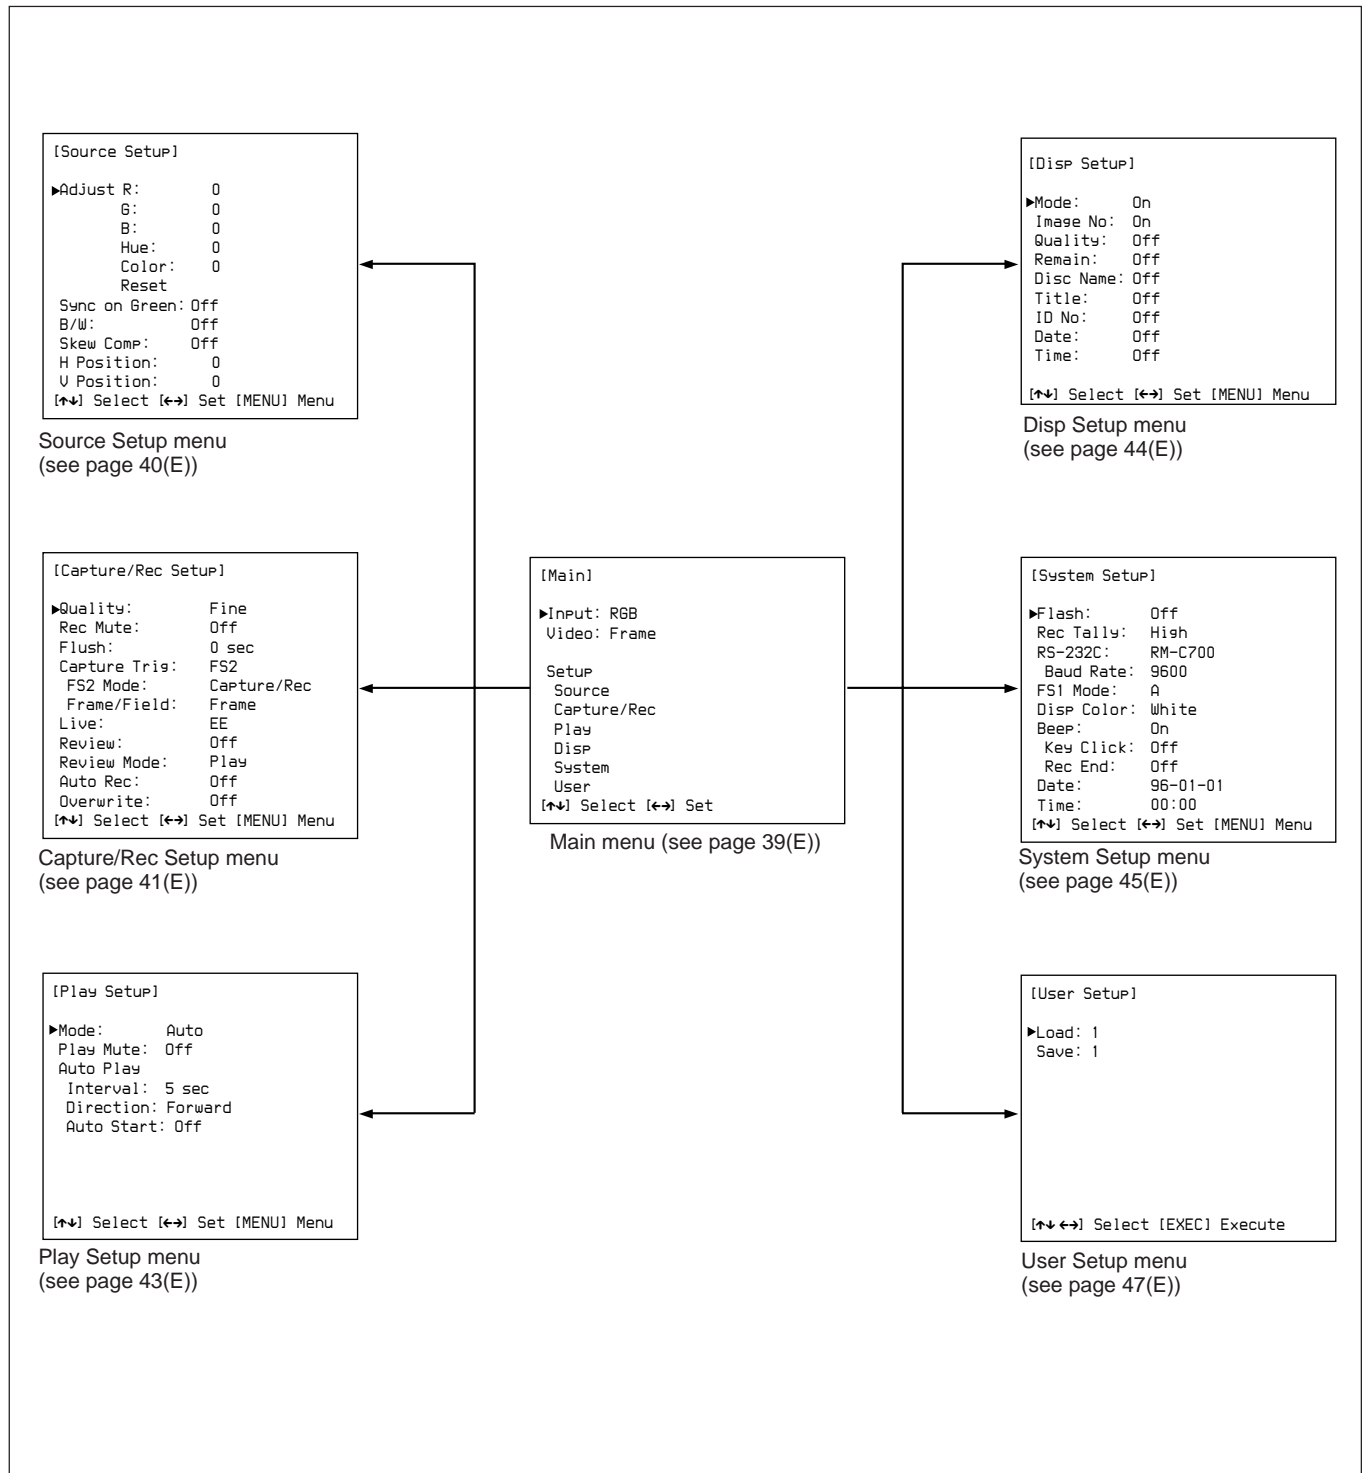 [Source Setup]
▶Adjust R: 0
G: 0
B: 0
Hue: 0
Color: 0
Reset
Sync on Green: Off
B/W: Off
Skew Comp: Off
H Position: 0
V Position: 0
[↑↓] Select [←→] Set [MENU] Menu
Source Setup menu
(see page 40(E))
[Capture/Rec Setup]
▶Quality: Fine
Rec Mute: Off
Flush: 0 sec
Capture Trig: FS2
FS2 Mode: Capture/Rec
Frame/Field: Frame
Live: EE
Review: Off
Review Mode: Play
Auto Rec: Off
Overwrite: Off
[↑↓] Select [←→] Set [MENU] Menu
Capture/Rec Setup menu
(see page 41(E))
[Play Setup]
▶Mode: Auto
Play Mute: Off
Auto Play
Interval: 5 sec
Direction: Forward
Auto Start: Off
[↑↓] Select [←→] Set [MENU] Menu
Play Setup menu
(see page 43(E))
[Main]
▶Input: RGB
Video: Frame
Setup
Source
Capture/Rec
Play
Disp
System
User
[↑↓] Select [←→] Set
Main menu (see page 39(E))
[Disp Setup]
▶Mode: On
Image No: On
Quality: Off
Remain: Off
Disc Name: Off
Title: Off
ID No: Off
Date: Off
Time: Off
[↑↓] Select [←→] Set [MENU] Menu
Disp Setup menu
(see page 44(E))
[System Setup]
▶Flash: Off
Rec Tally: High
RS-232C: RM-C700
Baud Rate: 9600
FS1 Mode: A
Disp Color: White
Beep: On
Key Click: Off
Rec End: Off
Date: 96-01-01
Time: 00:00
[↑↓] Select [←→] Set [MENU] Menu
System Setup menu
(see page 45(E))
[User Setup]
▶Load: 1
Save: 1
[↑↓ ←→] Select [EXEC] Execute
User Setup menu
(see page 47(E))